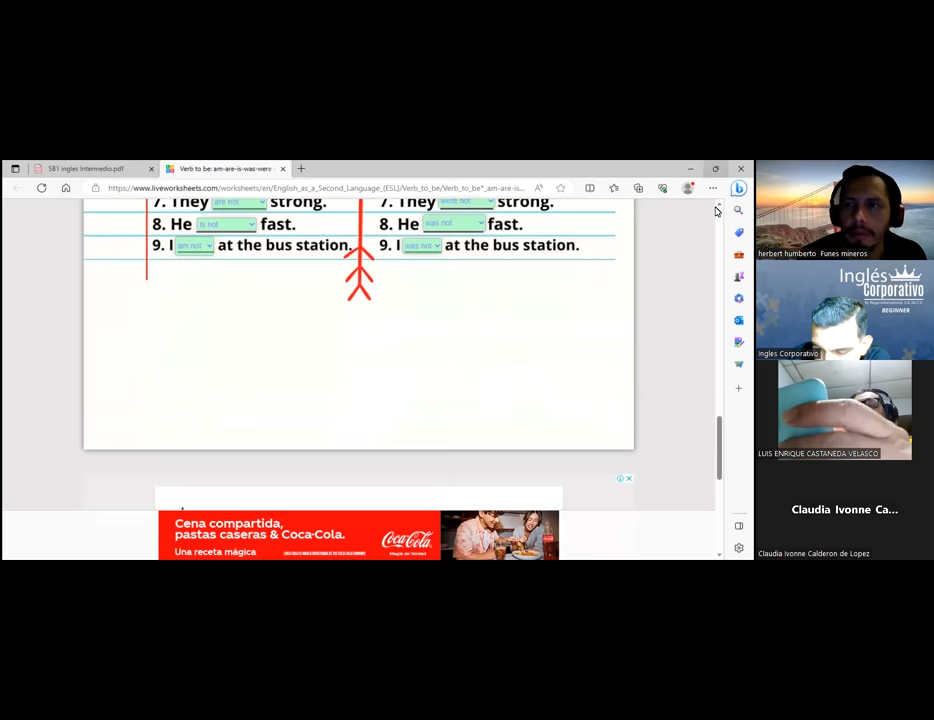 SB1 ingles Intermedio.pdf
Verb to be: am-are-is-was-were
https://www.liveworksheets.com/worksheets/en/English_as_a_Second_Language_(ESL)/Verb_to_be/Verb_to_be*_am-are-is...
7. They are not strong.
7. They were not strong.
8. He is not fast.
8. He was not fast.
9. I am not at the bus station.
9. I was not at the bus station.
Cena compartida,
pastas caseras & Coca-Cola.
Una receta mágica
Coca-Cola
Magia de Verdad
herbert humberto Funes mineros
Inglés
Corporativo
BEGINNER
Ingles Corporativo
LUIS ENRIQUE CASTANEDA VELASCO
Claudia Ivonne Ca...
Claudia Ivonne Calderon de Lopez